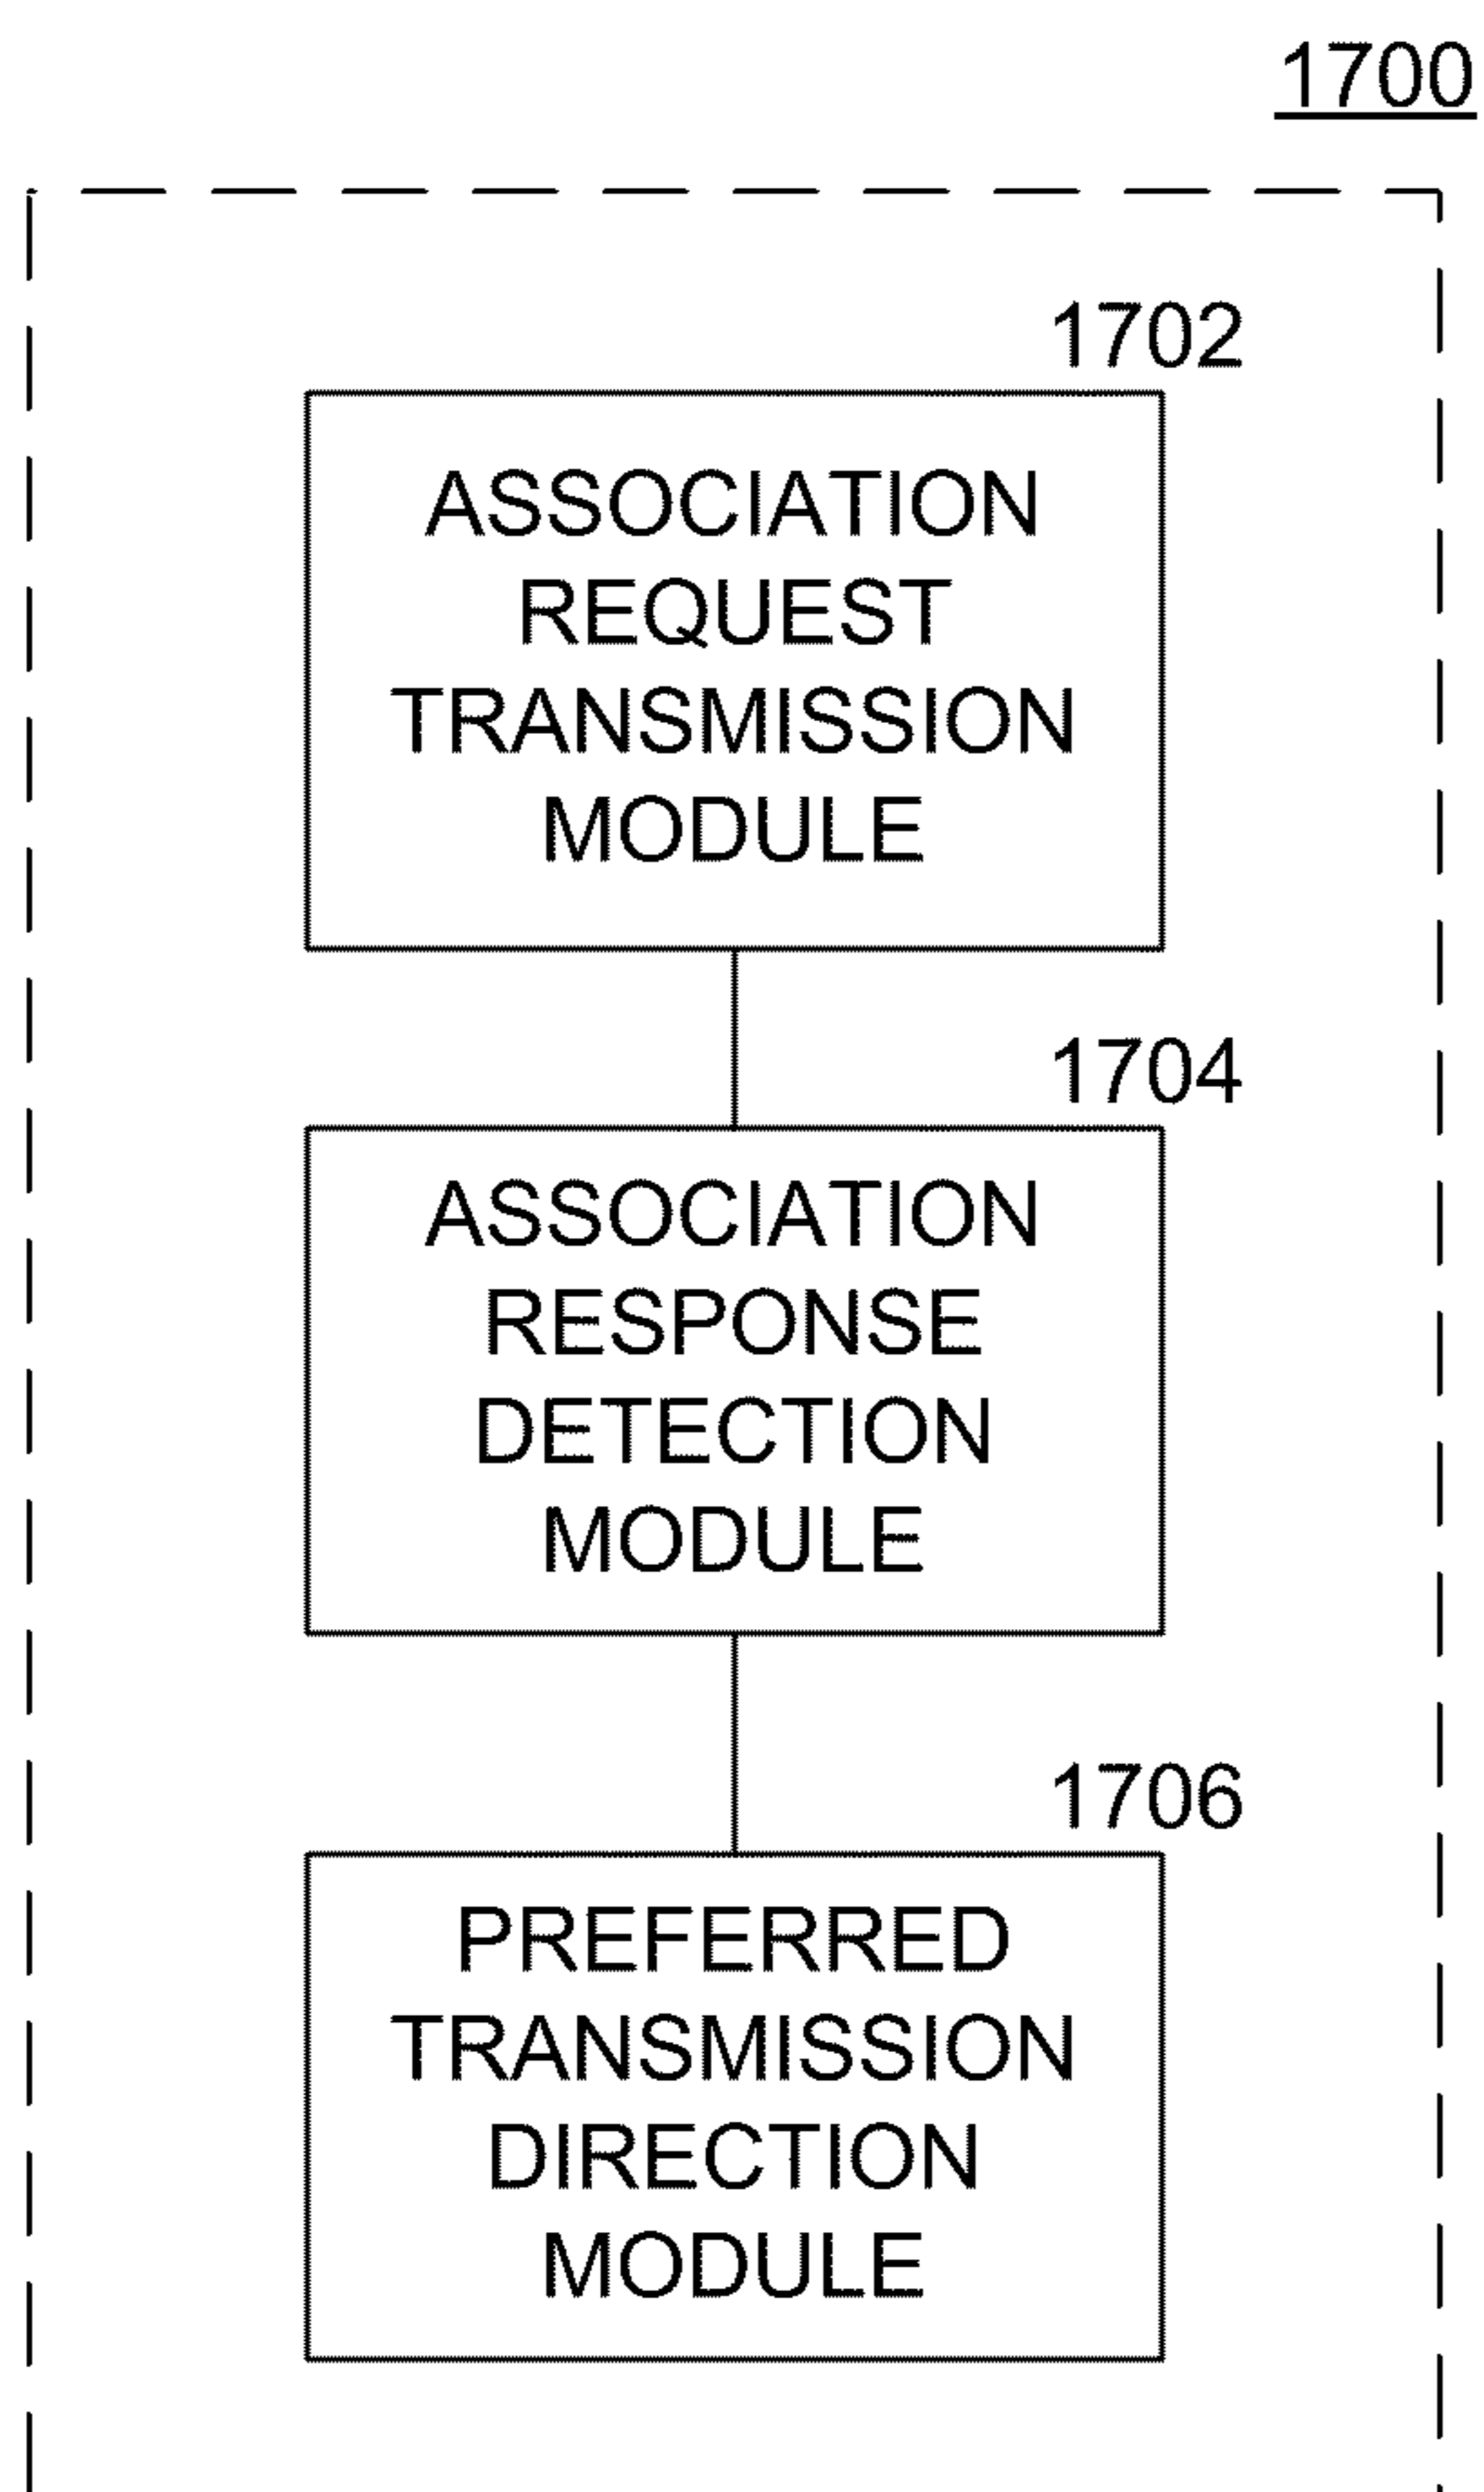 1700
1702
ASSOCIATION
REQUEST
TRANSMISSION
MODULE
1704
ASSOCIATION
RESPONSE
DETECTION
MODULE
1706
PREFERRED
TRANSMISSION
DIRECTION
MODULE